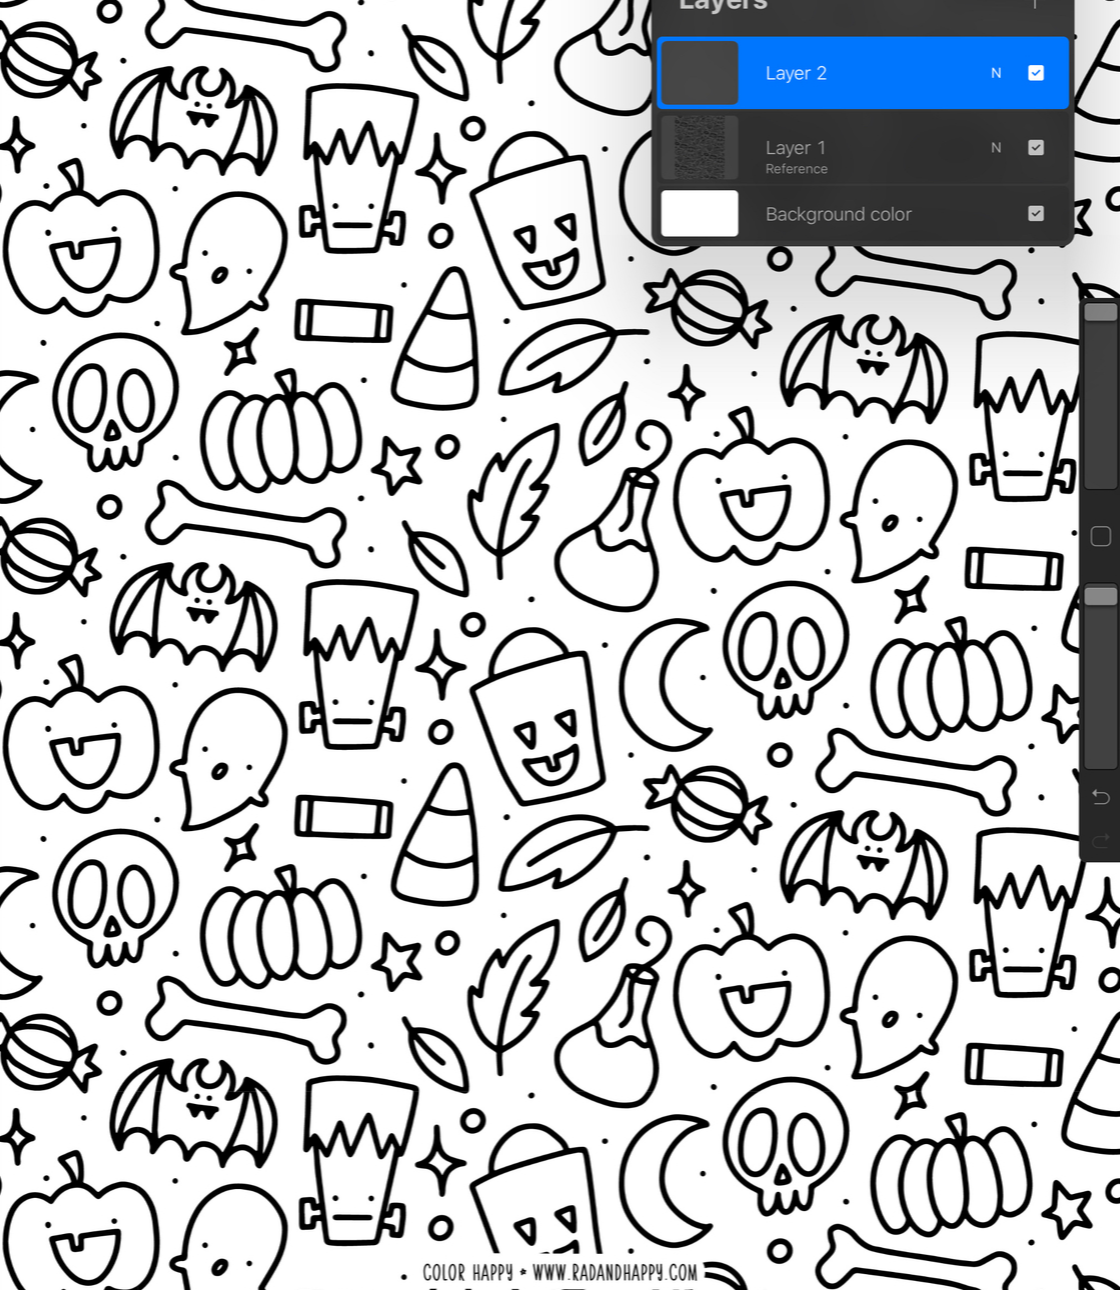 Layers
Layer 2
N
Layer 1
N
Reference
Background color
COLOR HAPPY • WWW.RADANDHAPPY.COM